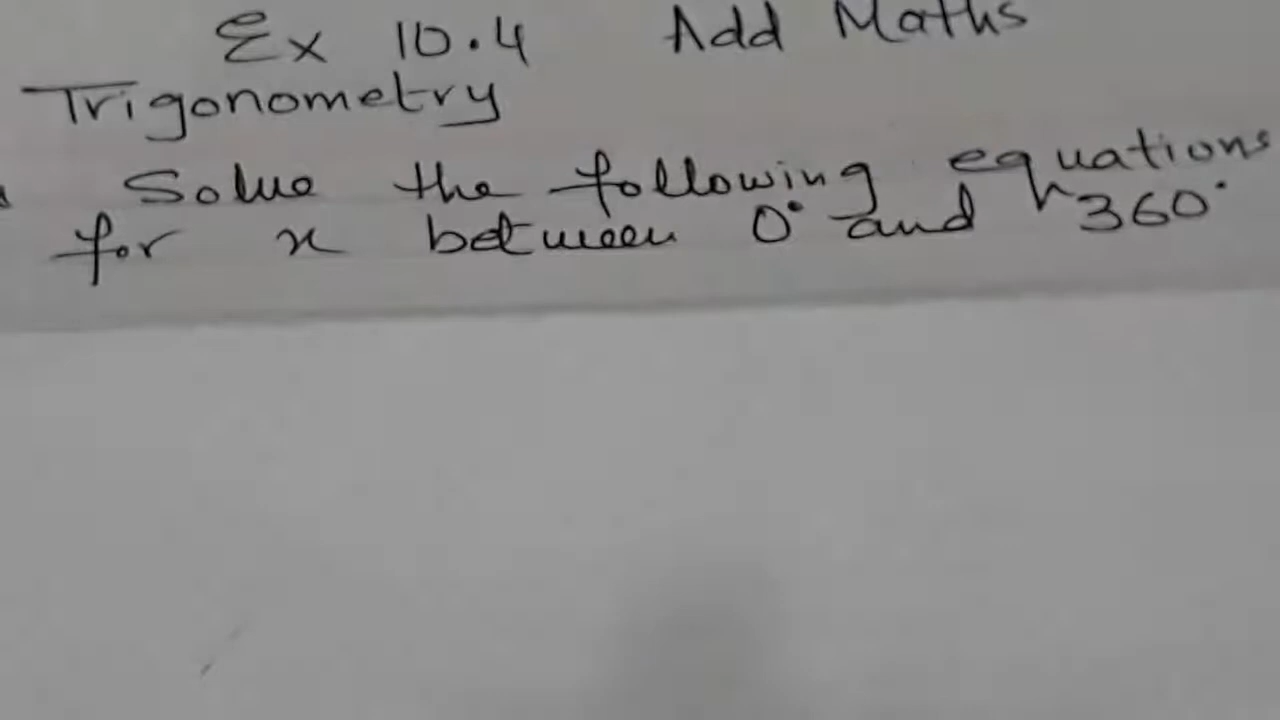 Ex 10.4 Add Maths
Trigonometry
Solve the following equations
for x between 0° and 360°